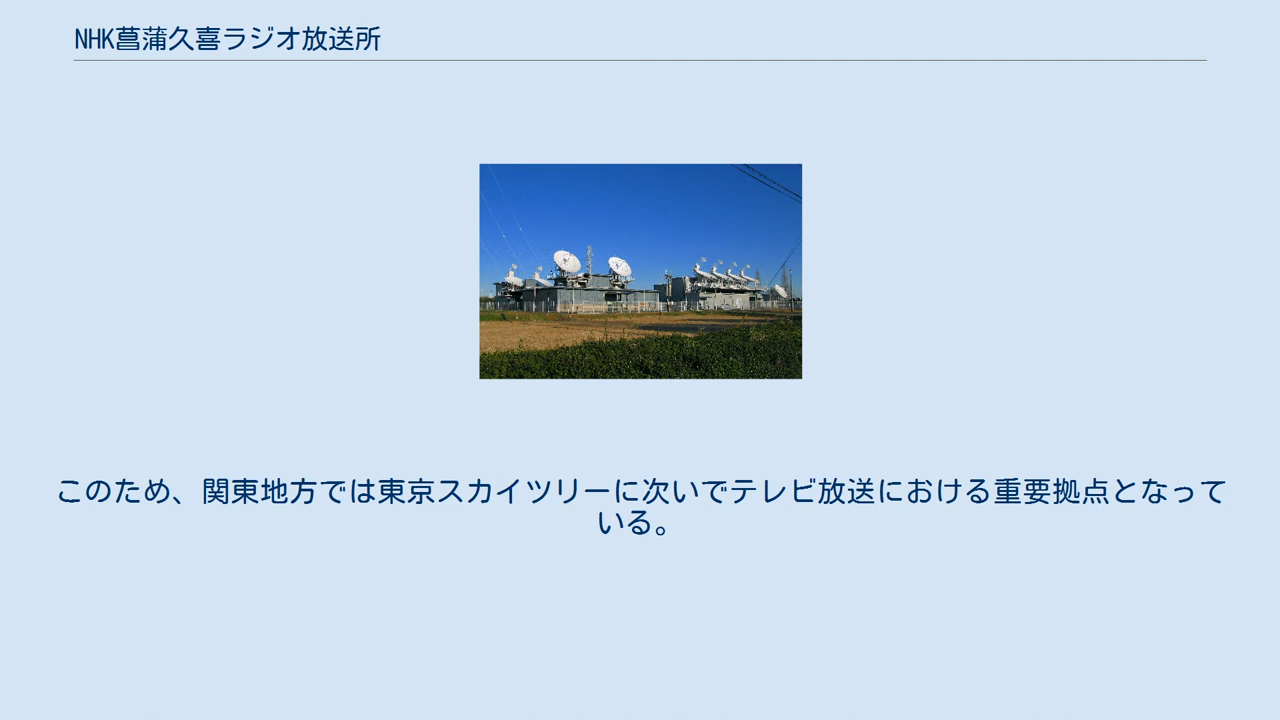 NHK菖蒲久喜ラジオ放送所
このため、関東地方では東京スカイツリーに次いでテレビ放送における重要拠点となって
いる。